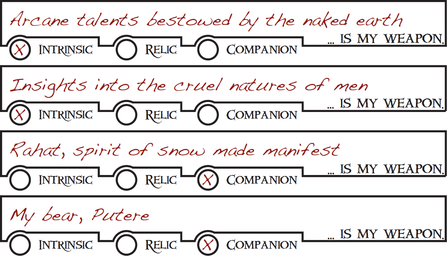 Arcane talents bestowed by the naked earth
X INTRINSIC RELIC COMPANION ... IS MY WEAPON.
Insights into the cruel natures of men
X INTRINSIC RELIC COMPANION ... IS MY WEAPON.
Rahat, spirit of snow made manifest
INTRINSIC RELIC X COMPANION ... IS MY WEAPON.
My bear, Putere
INTRINSIC RELIC X COMPANION ... IS MY WEAPON.